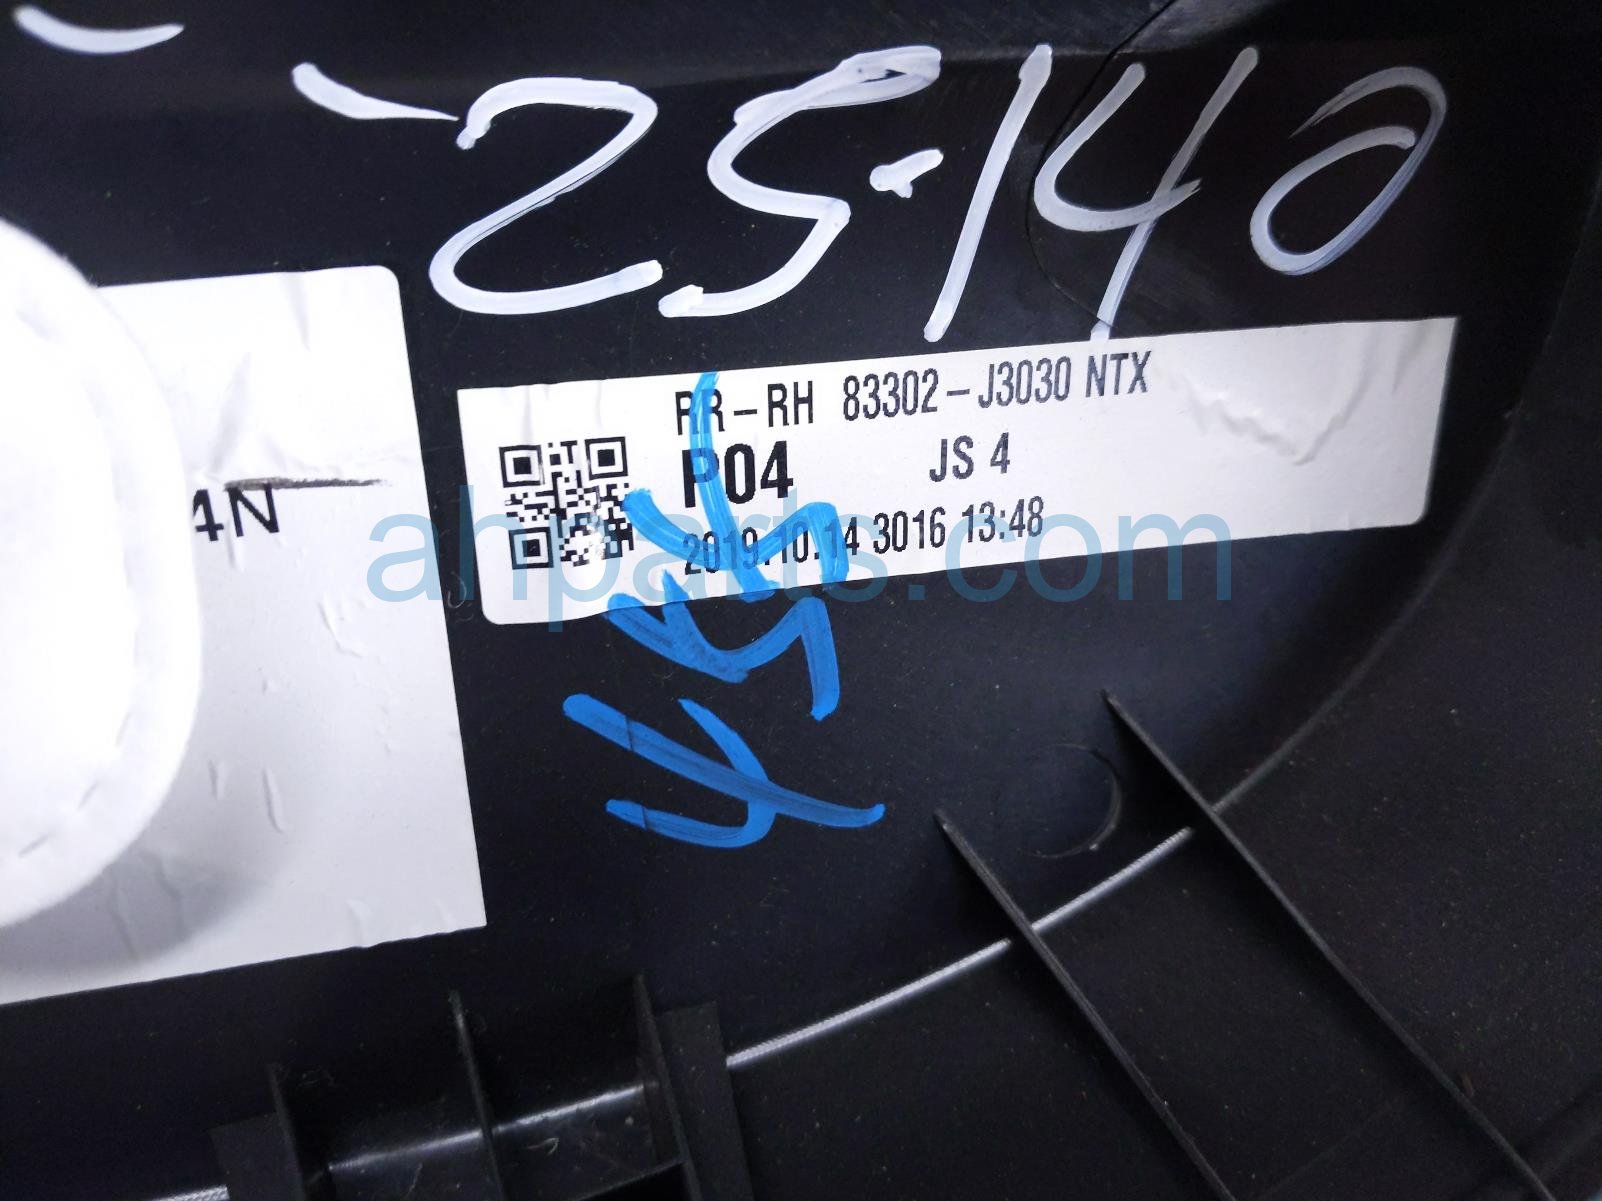 25-140
RR-RH 83302-J3030 NTX
P04 JS 4
2019.10.14 3016 13:48
4N
ahparts.com